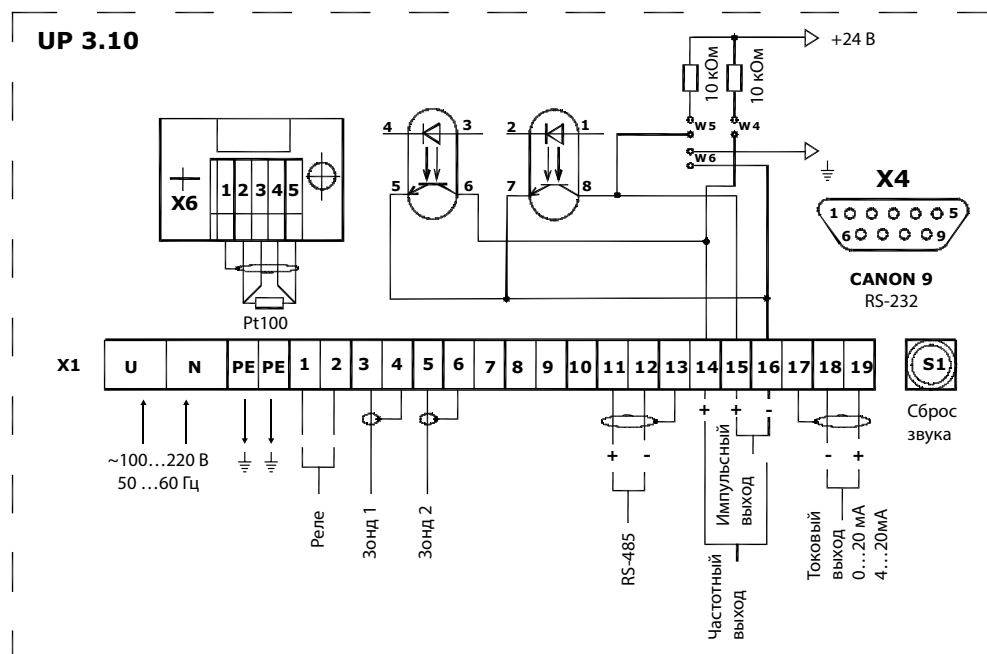 UP 3.10
+24 В
10 кОм
10 кОм
W5
W4
W6
4
3
2
1
5
6
7
8
X6
1 2 3 4 5
Pt100
X4
1
5
6
9
CANON 9
RS-232
X1
U N PE PE 1 2 3 4 5 6 7 8 9 10 11 12 13 14 15 16 17 18 19
S1
Сброс
звука
~100...220 В
50 ...60 Гц
Реле
Зонд 1
Зонд 2
+ -
RS-485
+ + -
Импульсный
выход
Частотный
выход
- +
Токовый
выход
0...20 мА
4...20мА